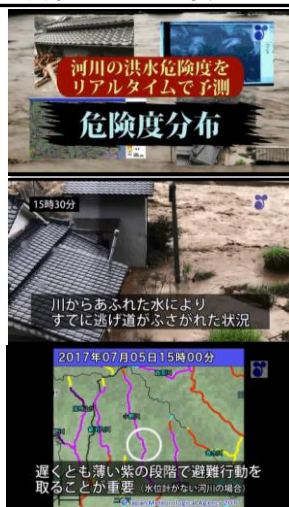 河川の洪水危険度を
リアルタイムで予測
危険度分布
15時30分
川からあふれた水により
すでに逃げ道がふさがれた状況
2017年07月05日15時00分
遅くとも薄い紫の段階で避難行動を
取ることが重要（水位計がない河川の場合）
©Japan Meteorological Agency 2017